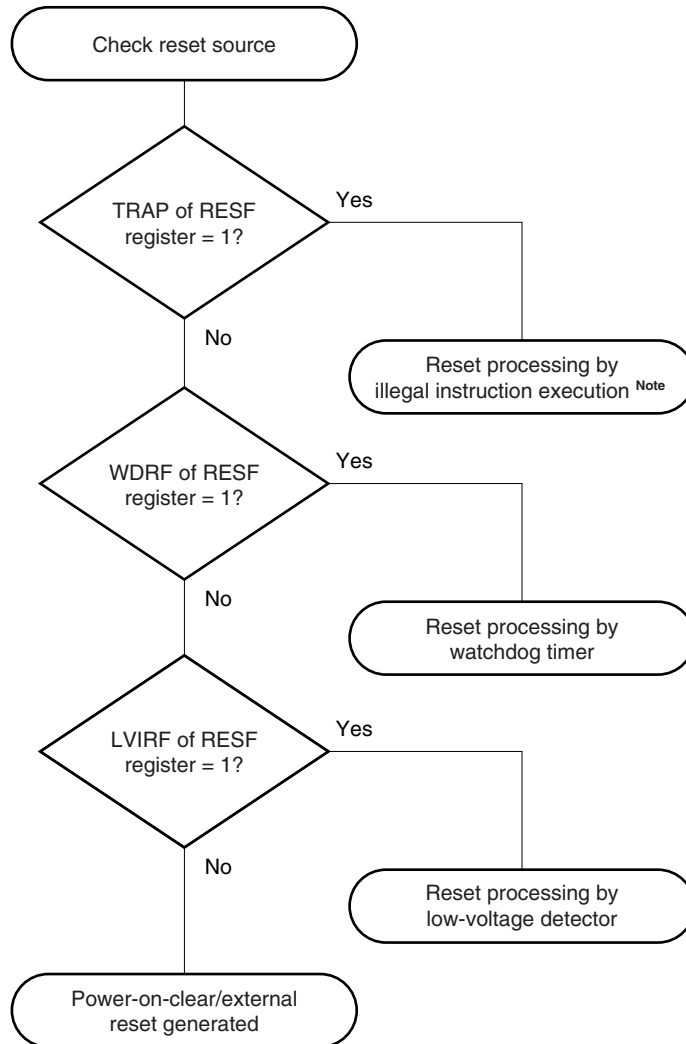 Check reset source
TRAP of RESF
register = 1?
Yes
No
Reset processing by
illegal instruction execution Note
WDRF of RESF
register = 1?
Yes
No
Reset processing by
watchdog timer
LVIRF of RESF
register = 1?
Yes
No
Reset processing by
low-voltage detector
Power-on-clear/external
reset generated